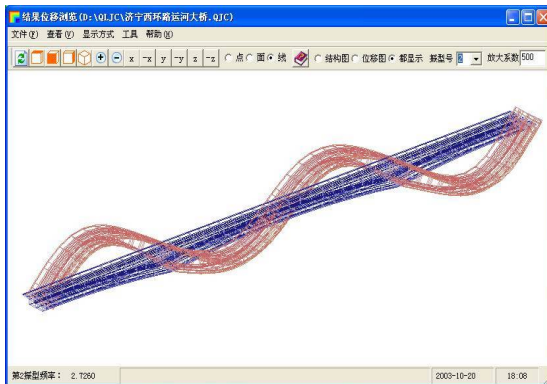 结果位移浏览(D:\QLJC\济宁西环路运河大桥.QJC)
文件(F) 查看(V) 显示方式 工具 帮助(H)
x -x y -y z -z 点 面 线 结构图 位移图 都显示 振型号 2 放大系数 500
第2振型频率: 2.7260 2003-10-20 18:08